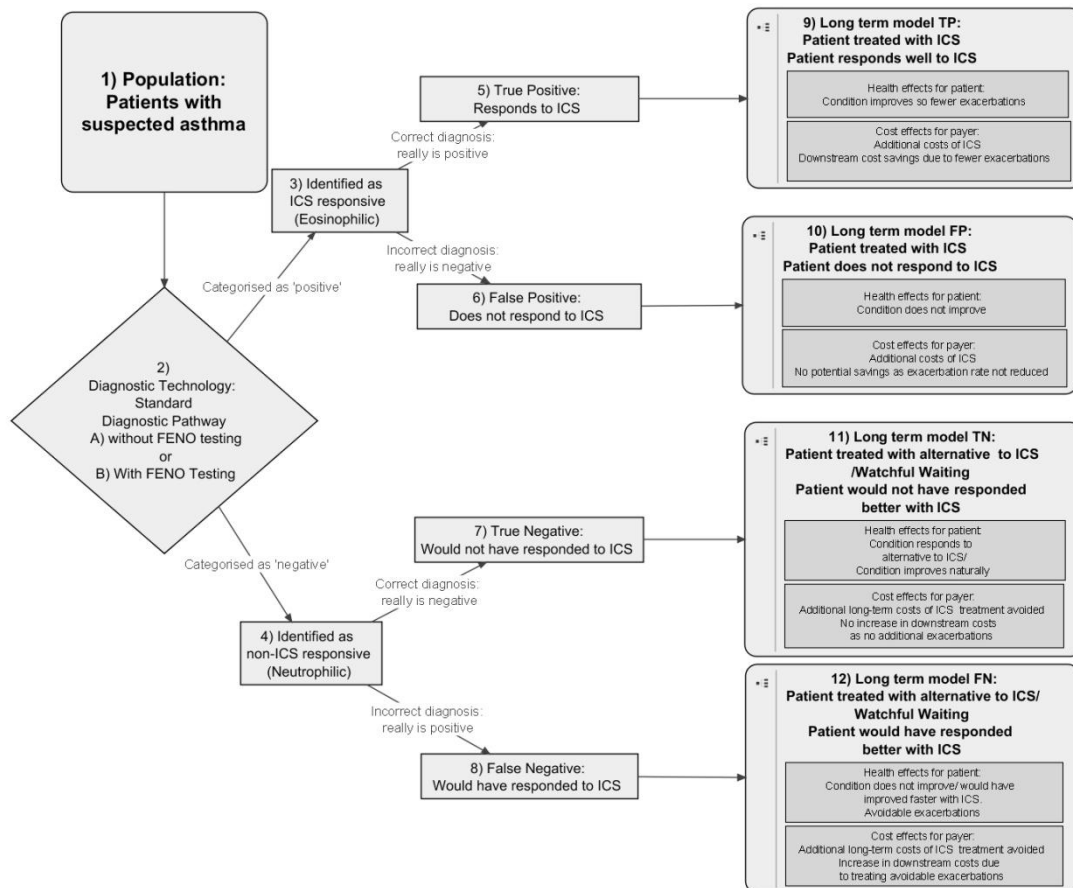 1) Population:
Patients with
suspected asthma
2)
Diagnostic Technology:
Standard
Diagnostic Pathway
A) without FENO testing
or
B) With FENO Testing
Categorised as 'positive'
Categorised as 'negative'
3) Identified as
ICS responsive
(Eosinophilic)
4) Identified as
non-ICS responsive
(Neutrophilic)
Correct diagnosis:
really is positive
Incorrect diagnosis:
really is negative
Correct diagnosis:
really is negative
Incorrect diagnosis:
really is positive
5) True Positive:
Responds to ICS
6) False Positive:
Does not respond to ICS
7) True Negative:
Would not have responded to ICS
8) False Negative:
Would have responded to ICS
9) Long term model TP:
Patient treated with ICS
Patient responds well to ICS
Health effects for patient:
Condition improves so fewer exacerbations
Cost effects for payer:
Additional costs of ICS
Downstream cost savings due to fewer exacerbations
10) Long term model FP:
Patient treated with ICS
Patient does not respond to ICS
Health effects for patient:
Condition does not improve
Cost effects for payer:
Additional costs of ICS
No potential savings as exacerbation rate not reduced
11) Long term model TN:
Patient treated with alternative to ICS
/Watchful Waiting
Patient would not have responded
better with ICS
Health effects for patient:
Condition responds to
alternative to ICS/
Condition improves naturally
Cost effects for payer:
Additional long-term costs of ICS treatment avoided
No increase in downstream costs
as no additional exacerbations
12) Long term model FN:
Patient treated with alternative to ICS/
Watchful Waiting
Patient would have responded
better with ICS
Health effects for patient:
Condition does not improve/ would have
improved faster with ICS.
Avoidable exacerbations
Cost effects for payer:
Additional long-term costs of ICS treatment avoided
Increase in downstream costs due
to treating avoidable exacerbations